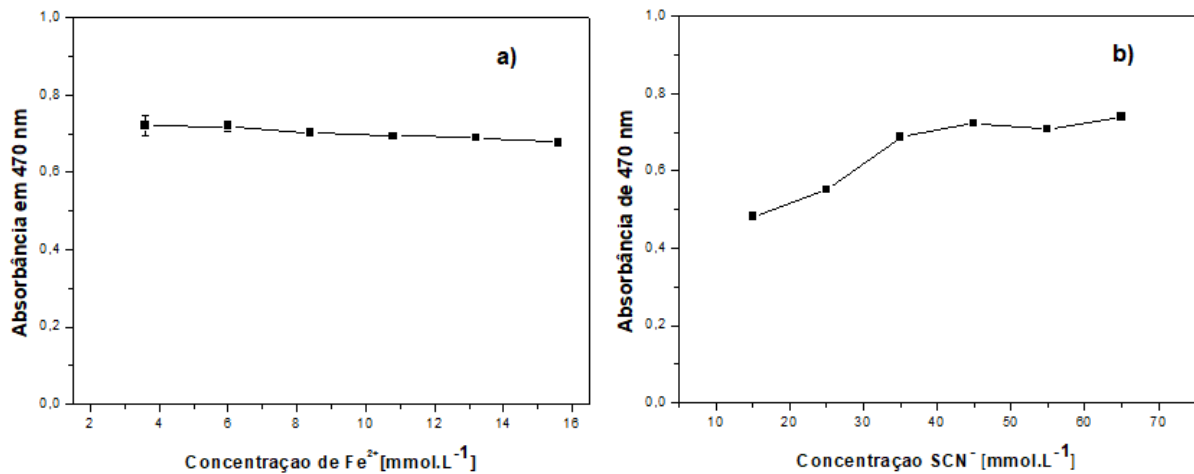 1,0
0,8
0,6
0,4
0,2
0,0
Absorbância em 470 nm
a)
2 4 6 8 10 12 14 16
Concentraçao de Fe²⁺[mmol.L⁻¹]
1,0
0,8
0,6
0,4
0,2
0,0
Absorbância de 470 nm
b)
10 20 30 40 50 60 70
Concentraçao SCN⁻ [mmol.L⁻¹]